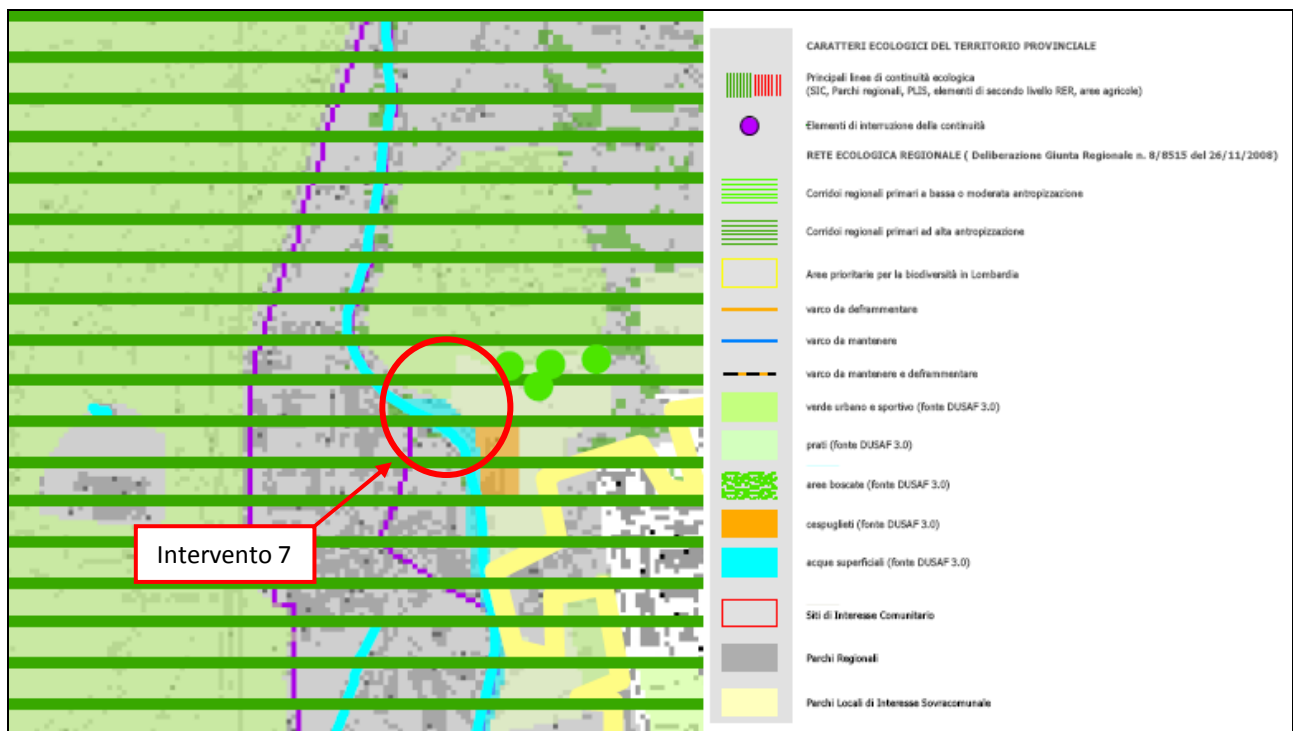 Intervento 7
CARATTERI ECOLOGICI DEL TERRITORIO PROVINCIALE
Principali linee di continuità ecologica
(SIC, Parchi regionali, PLIS, elementi di secondo livello RER, aree agricole)
Elementi di interruzione della continuità
RETE ECOLOGICA REGIONALE ( Deliberazione Giunta Regionale n. 8/8515 del 26/11/2008)
Corridoi regionali primari a bassa o moderata antropizzazione
Corridoi regionali primari ad alta antropizzazione
Aree prioritarie per la biodiversità in Lombardia
varco da deframmentare
varco da mantenere
varco da mantenere e deframmentare
verde urbano e sportivo (fonte DUSAF 3.0)
prati (fonte DUSAF 3.0)
aree boscate (fonte DUSAF 3.0)
cespuglieti (fonte DUSAF 3.0)
acque superficiali (fonte DUSAF 3.0)
Siti di Interesse Comunitario
Parchi Regionali
Parchi Locali di Interesse Sovracomunale